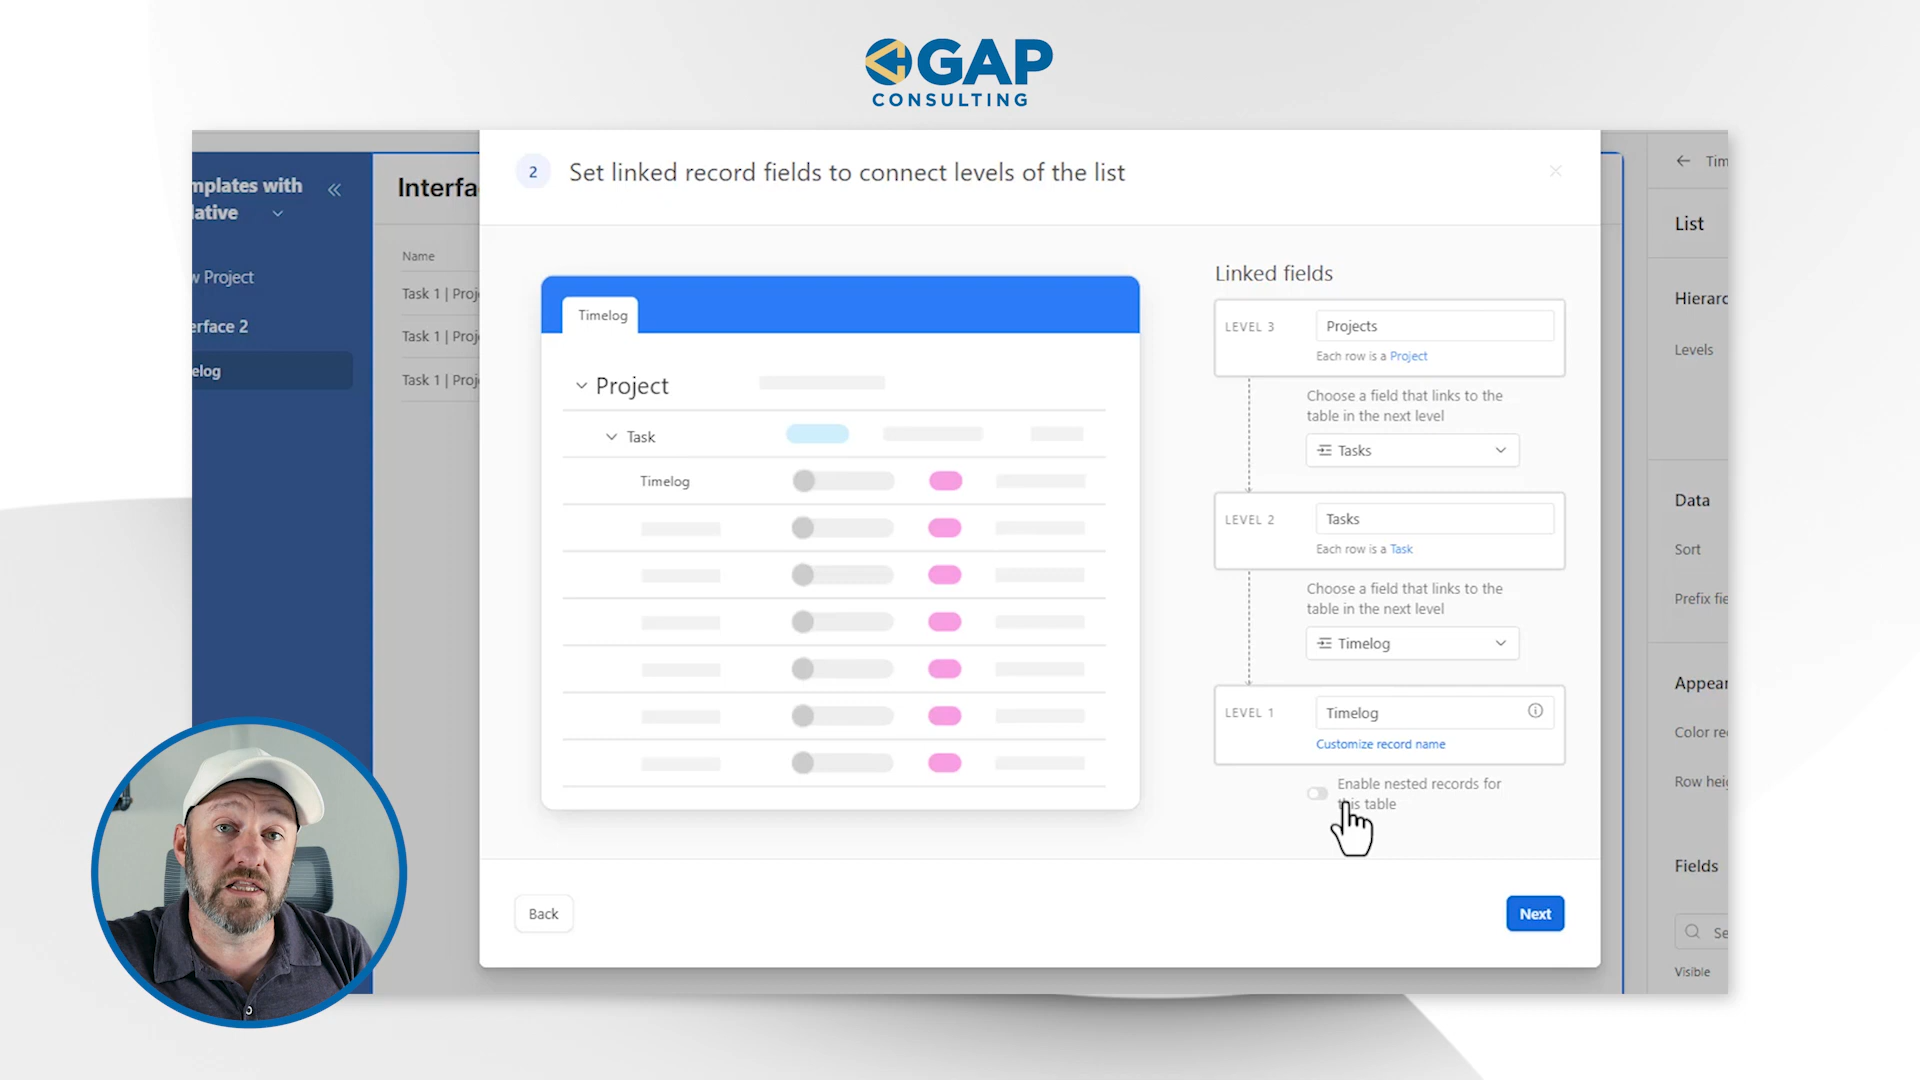 GAP
CONSULTING
2
Set linked record fields to connect levels of the list
mplates with
lative
w Project
erface 2
elog
Interfa
Name
Task 1 | Proj
Task 1 | Proj
Task 1 | Proj
Timelog
Project
Task
Timelog
Linked fields
LEVEL 3
Projects
Each row is a Project
Choose a field that links to the
table in the next level
Tasks
LEVEL 2
Tasks
Each row is a Task
Choose a field that links to the
table in the next level
Timelog
LEVEL 1
Timelog
Customize record name
Enable nested records for
this table
Back
Next
Tim
List
Hierarc
Levels
Data
Sort
Prefix fie
Appear
Color re
Row heig
Fields
Se
Visible